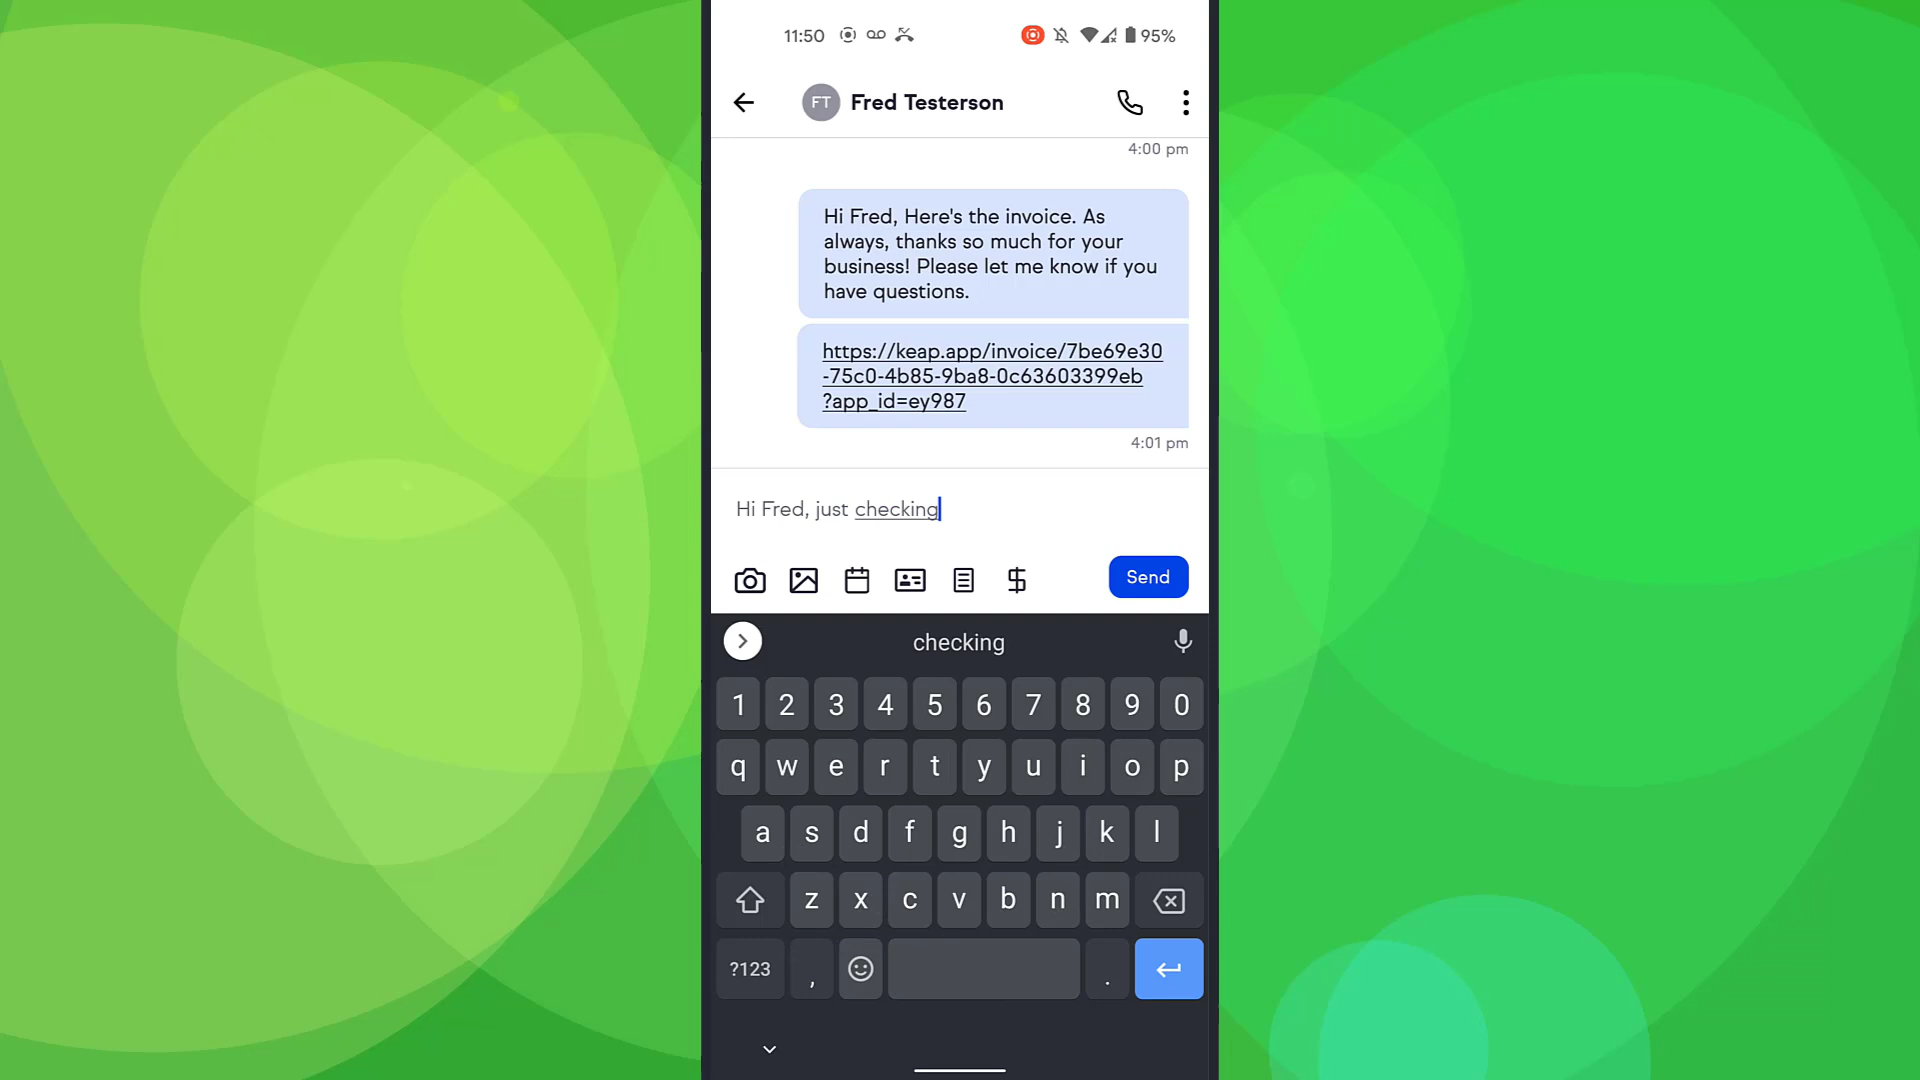 11:50
95%
FT
Fred Testerson
4:00 pm
Hi Fred, Here's the invoice. As
always, thanks so much for your
business! Please let me know if you
have questions.
https://keap.app/invoice/7be69e30
-75c0-4b85-9ba8-0c63603399eb
?app_id=ey987
4:01 pm
Hi Fred, just checking
Send
checking
1 2 3 4 5 6 7 8 9 0
q w e r t y u i o p
a s d f g h j k l
z x c v b n m
?123 , .